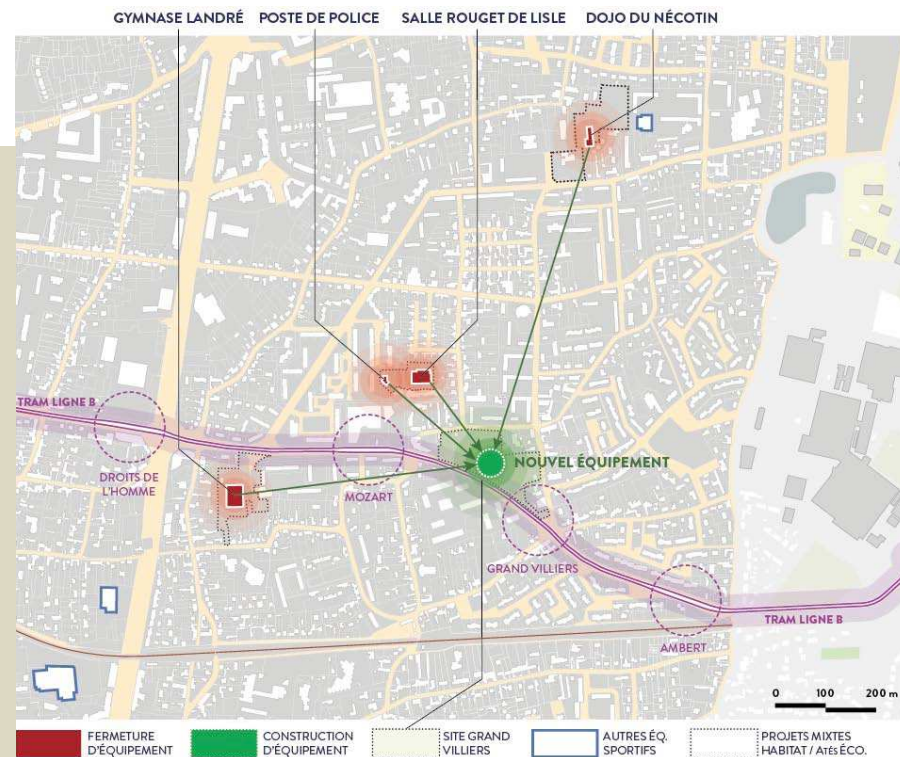 GYMNASE LANDRÉ POSTE DE POLICE SALLE ROUGET DE LISLE DOJO DU NÉCOTIN
TRAM LIGNE B
DROITS DE
L'HOMME
MOZART
NOUVEL ÉQUIPEMENT
GRAND VILLIERS
AMBERT
TRAM LIGNE B
0 100 200 m
FERMETURE
D'ÉQUIPEMENT
CONSTRUCTION
D'ÉQUIPEMENT
SITE GRAND
VILLIERS
AUTRES ÉQ.
SPORTIFS
PROJETS MIXTES
HABITAT / Atés ÉCO.